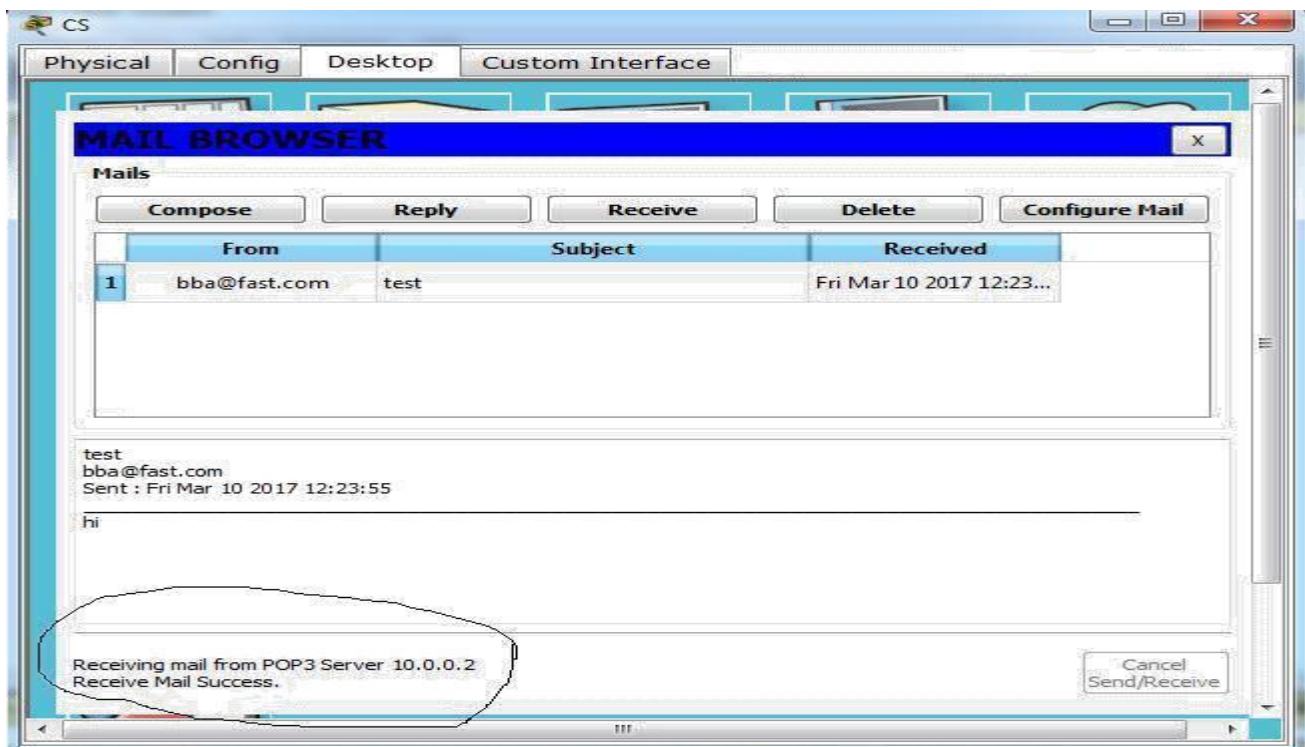 CS
Physical Config Desktop Custom Interface
MAIL BROWSER
X
Mails
Compose Reply Receive Delete Configure Mail
From Subject Received
1 bba@fast.com test Fri Mar 10 2017 12:23...
test
bba@fast.com
Sent : Fri Mar 10 2017 12:23:55
hi
Receiving mail from POP3 Server 10.0.0.2
Receive Mail Success.
Cancel
Send/Receive